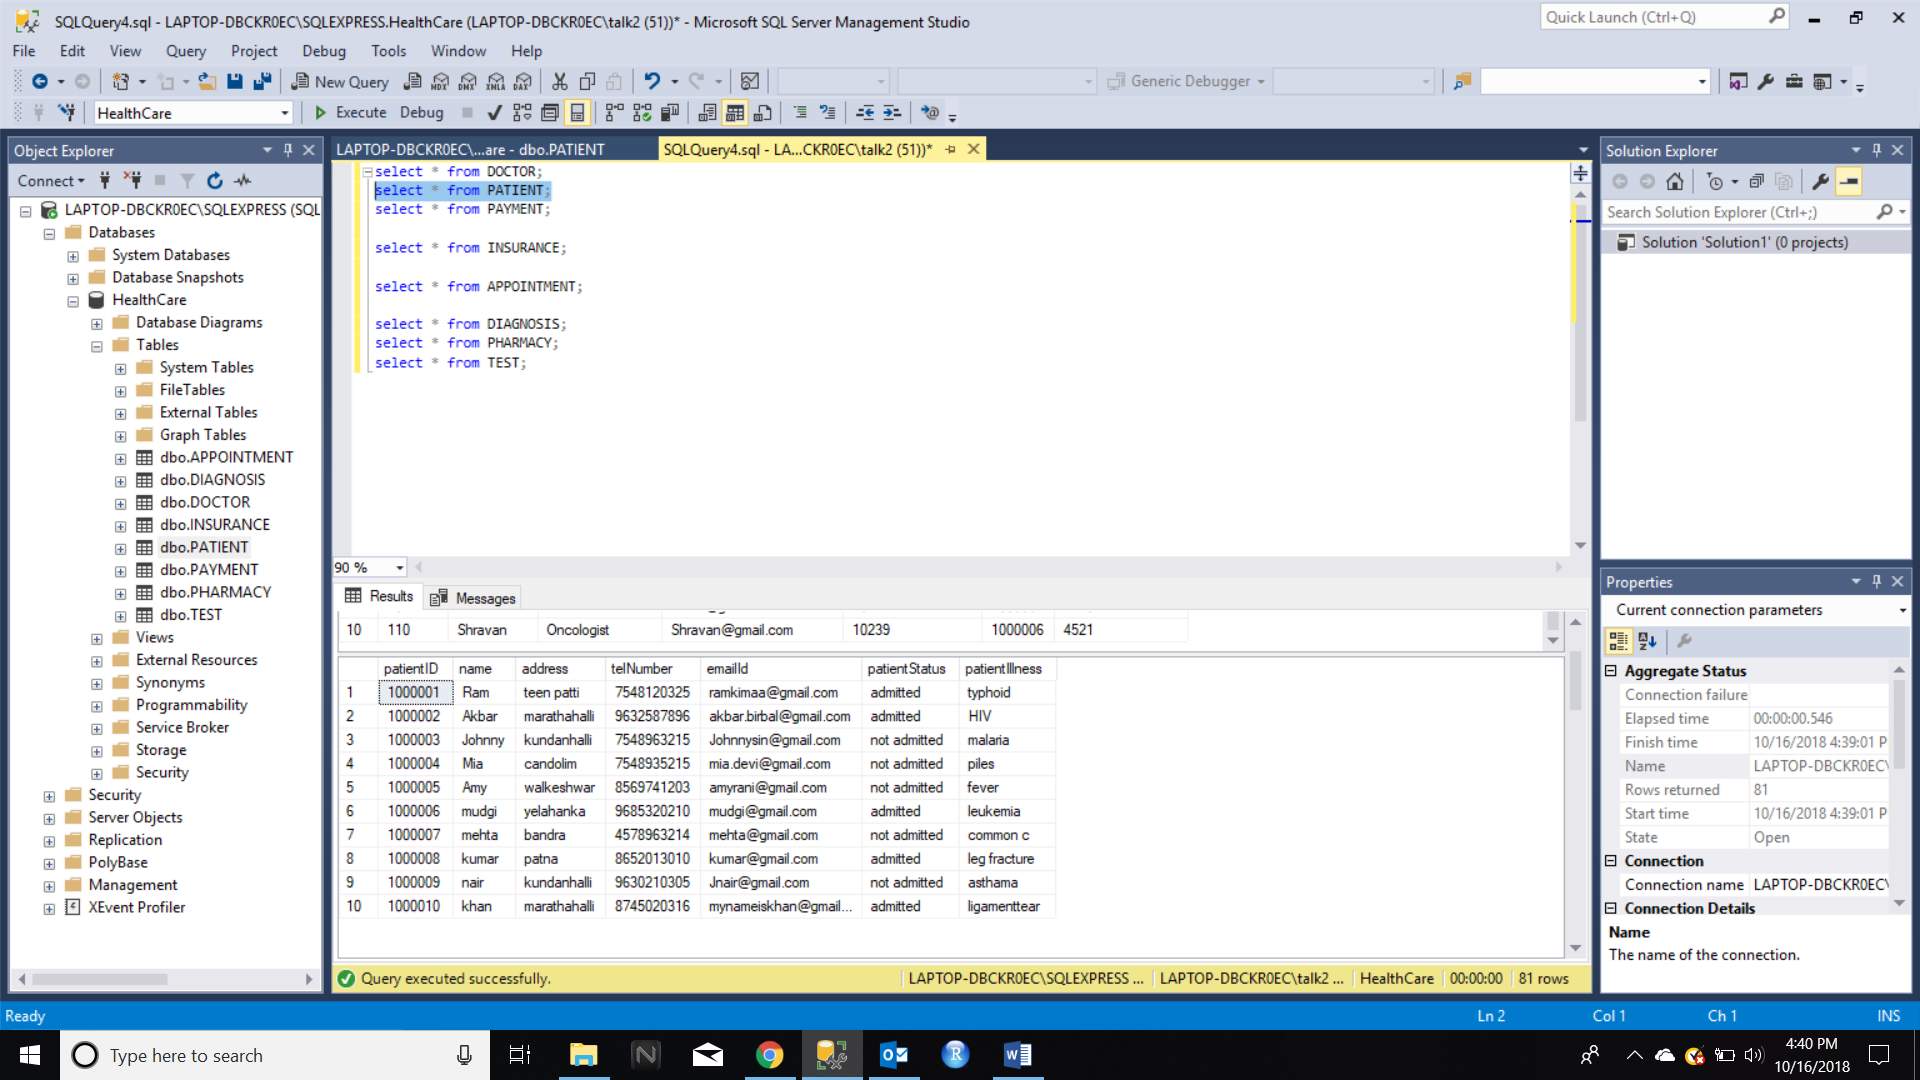 SQLQuery4.sql - LAPTOP-DBCKR0EC\SQLEXPRESS.HealthCare (LAPTOP-DBCKR0EC\talk2 (51))* - Microsoft SQL Server Management Studio
Quick Launch (Ctrl+Q)
File Edit View Query Project Debug Tools Window Help
New Query MDX DMX XMLA DAX Generic Debugger
HealthCare Execute Debug
Object Explorer
Connect
LAPTOP-DBCKR0EC\SQLEXPRESS (SQL
Databases
System Databases
Database Snapshots
HealthCare
Database Diagrams
Tables
System Tables
FileTables
External Tables
Graph Tables
dbo.APPOINTMENT
dbo.DIAGNOSIS
dbo.DOCTOR
dbo.INSURANCE
dbo.PATIENT
dbo.PAYMENT
dbo.PHARMACY
dbo.TEST
Views
External Resources
Synonyms
Programmability
Service Broker
Storage
Security
Security
Server Objects
Replication
PolyBase
Management
XEvent Profiler
LAPTOP-DBCKR0EC\...are - dbo.PATIENT
SQLQuery4.sql - LA...CKR0EC\talk2 (51))*
select * from DOCTOR;
select * from PATIENT;
select * from PAYMENT;
select * from INSURANCE;
select * from APPOINTMENT;
select * from DIAGNOSIS;
select * from PHARMACY;
select * from TEST;
90 %
Results Messages
10 110 Shravan Oncologist Shravan@gmail.com 10239 1000006 4521
patientID name address telNumber emailId patientStatus patientIllness
1 1000001 Ram teen patti 7548120325 ramkimaa@gmail.com admitted typhoid
2 1000002 Akbar marathahalli 9632587896 akbar.birbal@gmail.com admitted HIV
3 1000003 Johnny kundanhalli 7548963215 Johnnysin@gmail.com not admitted malaria
4 1000004 Mia candolim 7548935215 mia.devi@gmail.com not admitted piles
5 1000005 Amy walkeshwar 8569741203 amyrani@gmail.com not admitted fever
6 1000006 mudgi yelahanka 9685320210 mudgi@gmail.com admitted leukemia
7 1000007 mehta bandra 4578963214 mehta@gmail.com not admitted common c
8 1000008 kumar patna 8652013010 kumar@gmail.com admitted leg fracture
9 1000009 nair kundanhalli 9630210305 Jnair@gmail.com not admitted asthama
10 1000010 khan marathahalli 8745020316 mynameiskhan@gmail... admitted ligamenttear
Query executed successfully. LAPTOP-DBCKR0EC\SQLEXPRESS ... LAPTOP-DBCKR0EC\talk2 ... HealthCare 00:00:00 81 rows
Solution Explorer
Search Solution Explorer (Ctrl+;)
Solution 'Solution1' (0 projects)
Properties
Current connection parameters
Aggregate Status
Connection failure
Elapsed time 00:00:00.546
Finish time 10/16/2018 4:39:01 P
Name LAPTOP-DBCKR0EC\
Rows returned 81
Start time 10/16/2018 4:39:01 P
State Open
Connection
Connection name LAPTOP-DBCKR0EC\
Connection Details
Name
The name of the connection.
Ready Ln 2 Col 1 Ch 1 INS
Type here to search
4:40 PM
10/16/2018